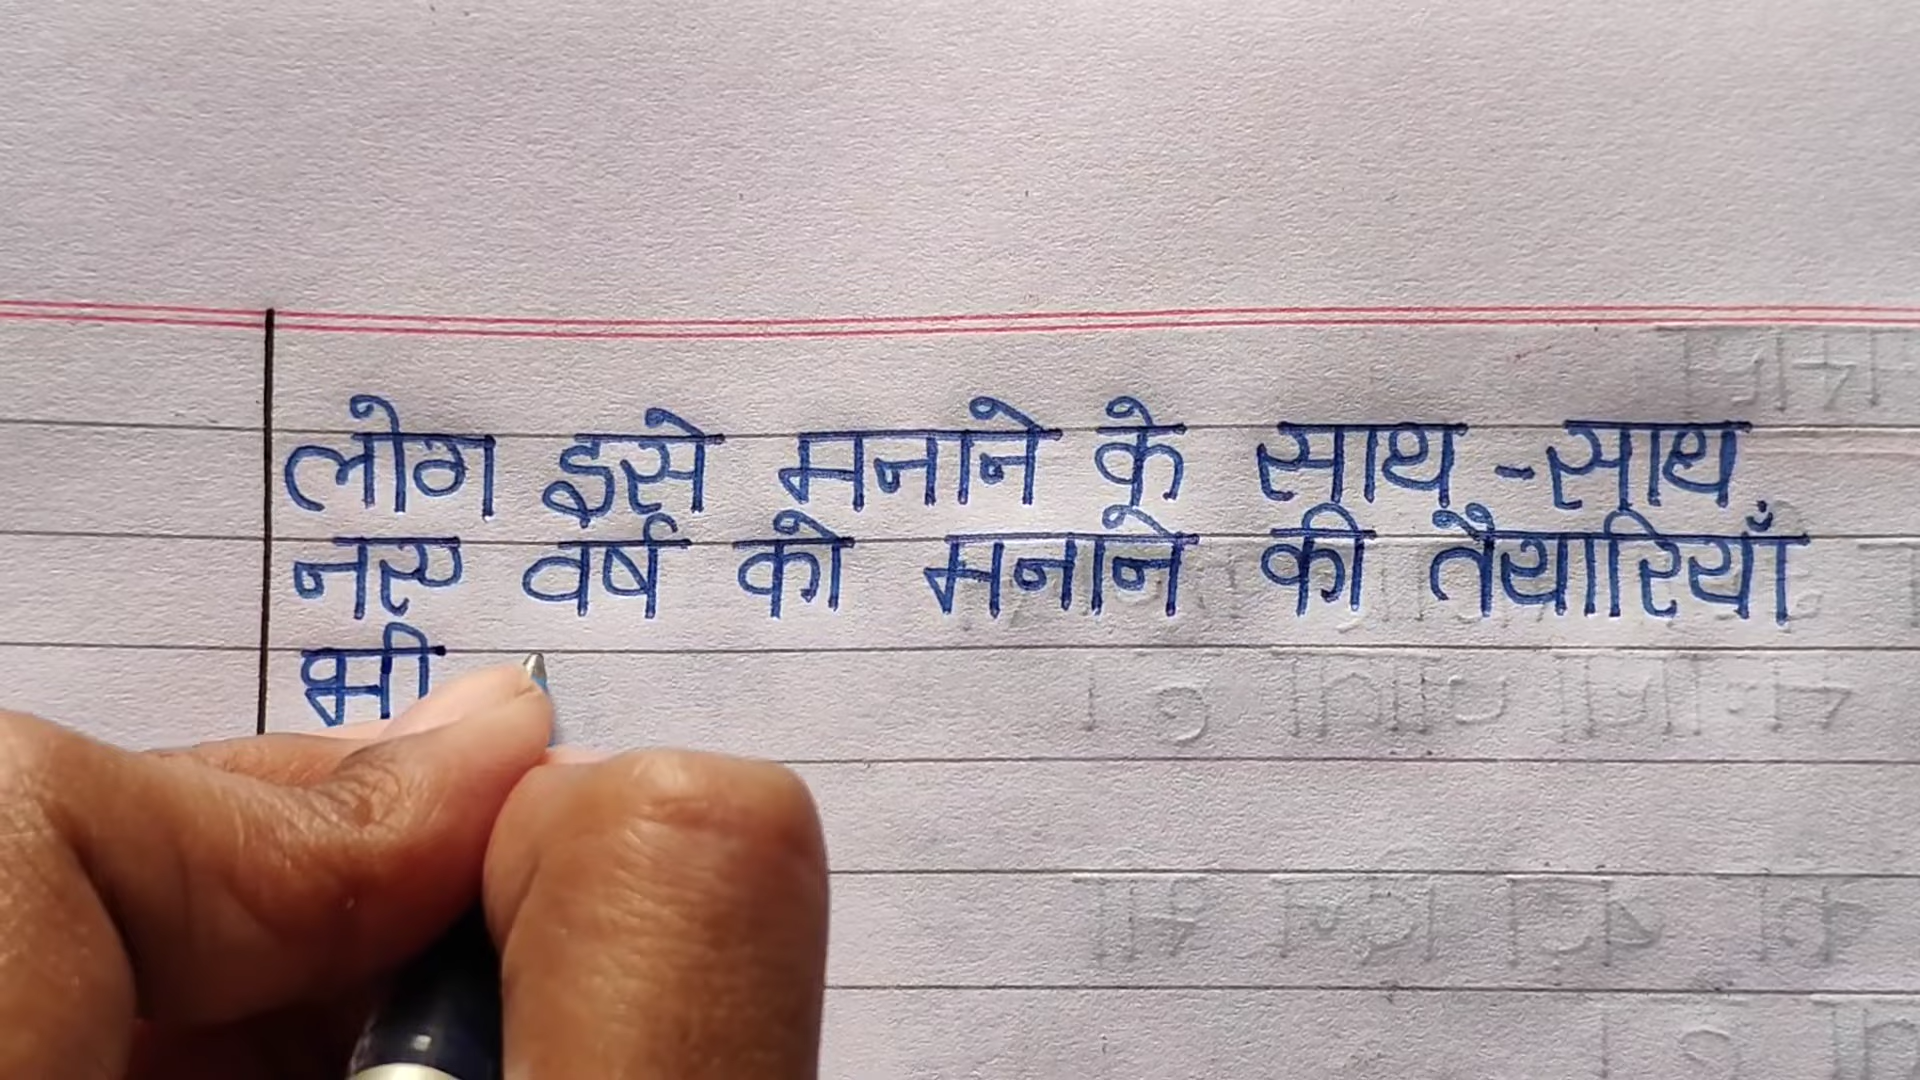 लोग इसे मनाने के साथ -साथ
नए वर्ष को मनाने की तैयारियाँ
भी